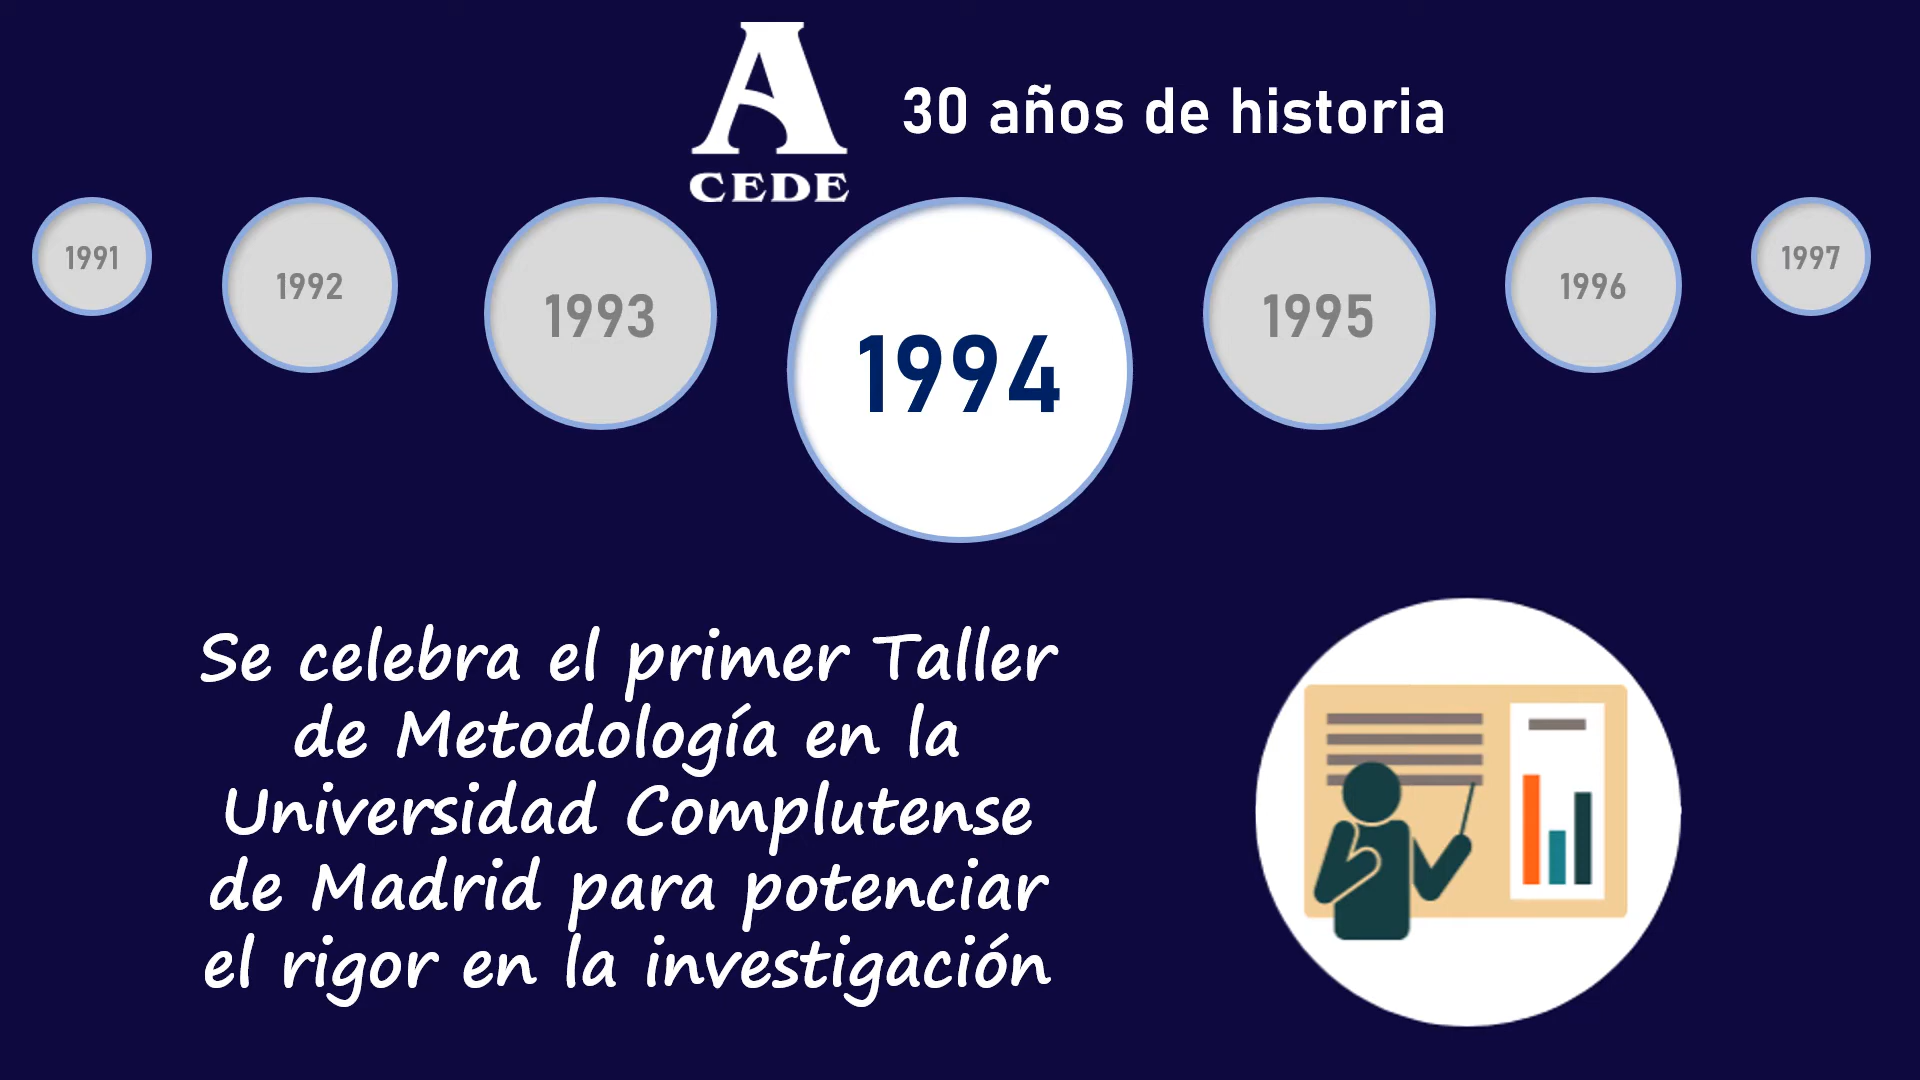 A
CEDE
30 años de historia
1991
1992
1993
1994
1995
1996
1997
Se celebra el primer Taller
de Metodología en la
Universidad Complutense
de Madrid para potenciar
el rigor en la investigación